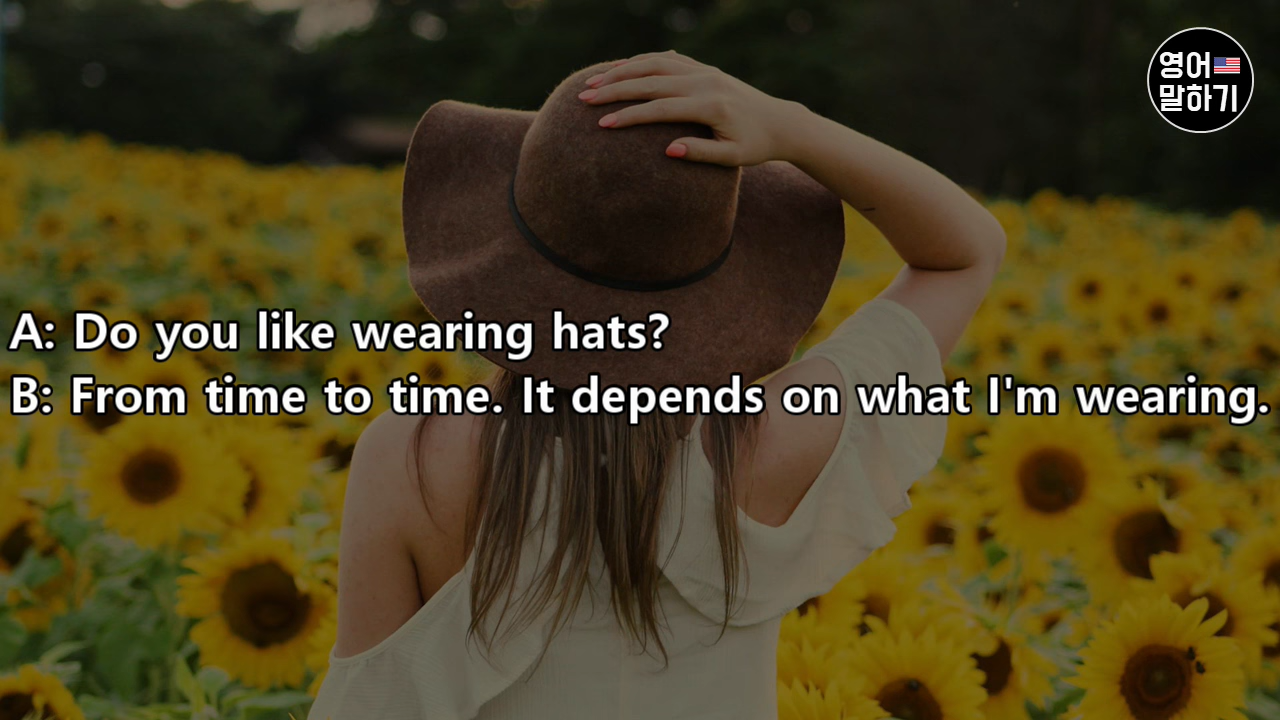 영어
말하기
A: Do you like wearing hats?
B: From time to time. It depends on what I'm wearing.